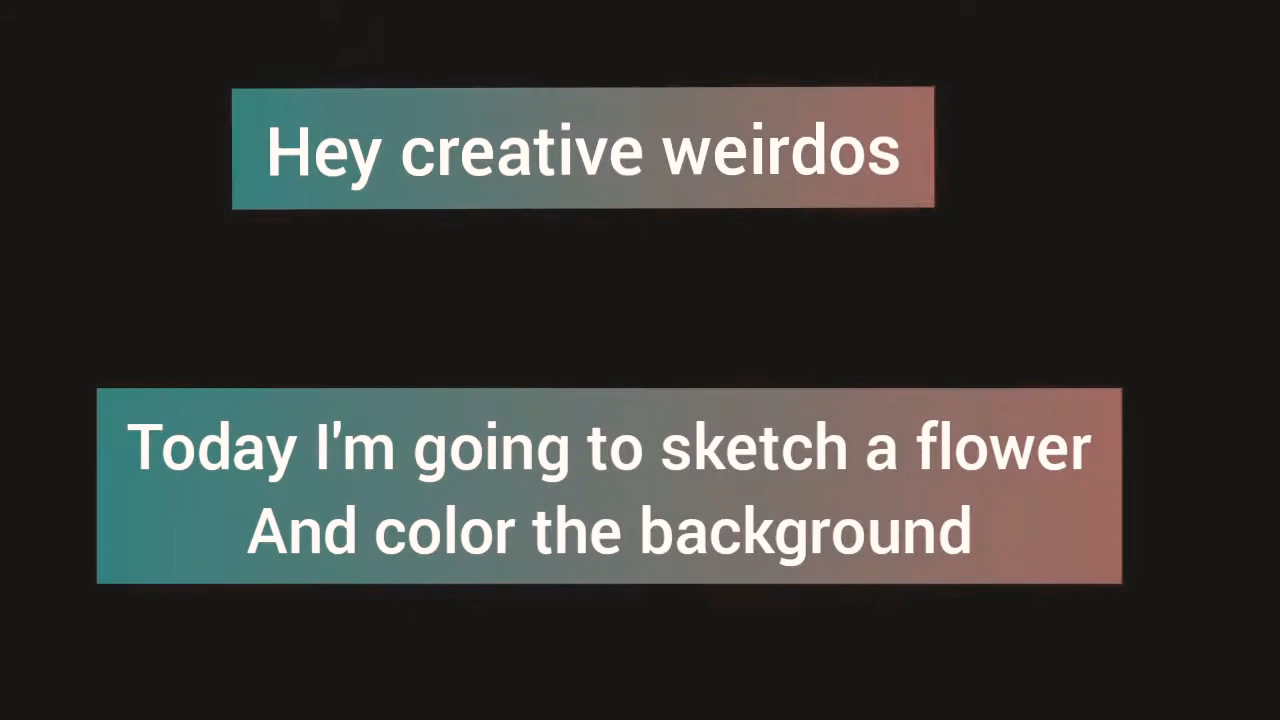 Hey creative weirdos
Today I'm going to sketch a flower
And color the background